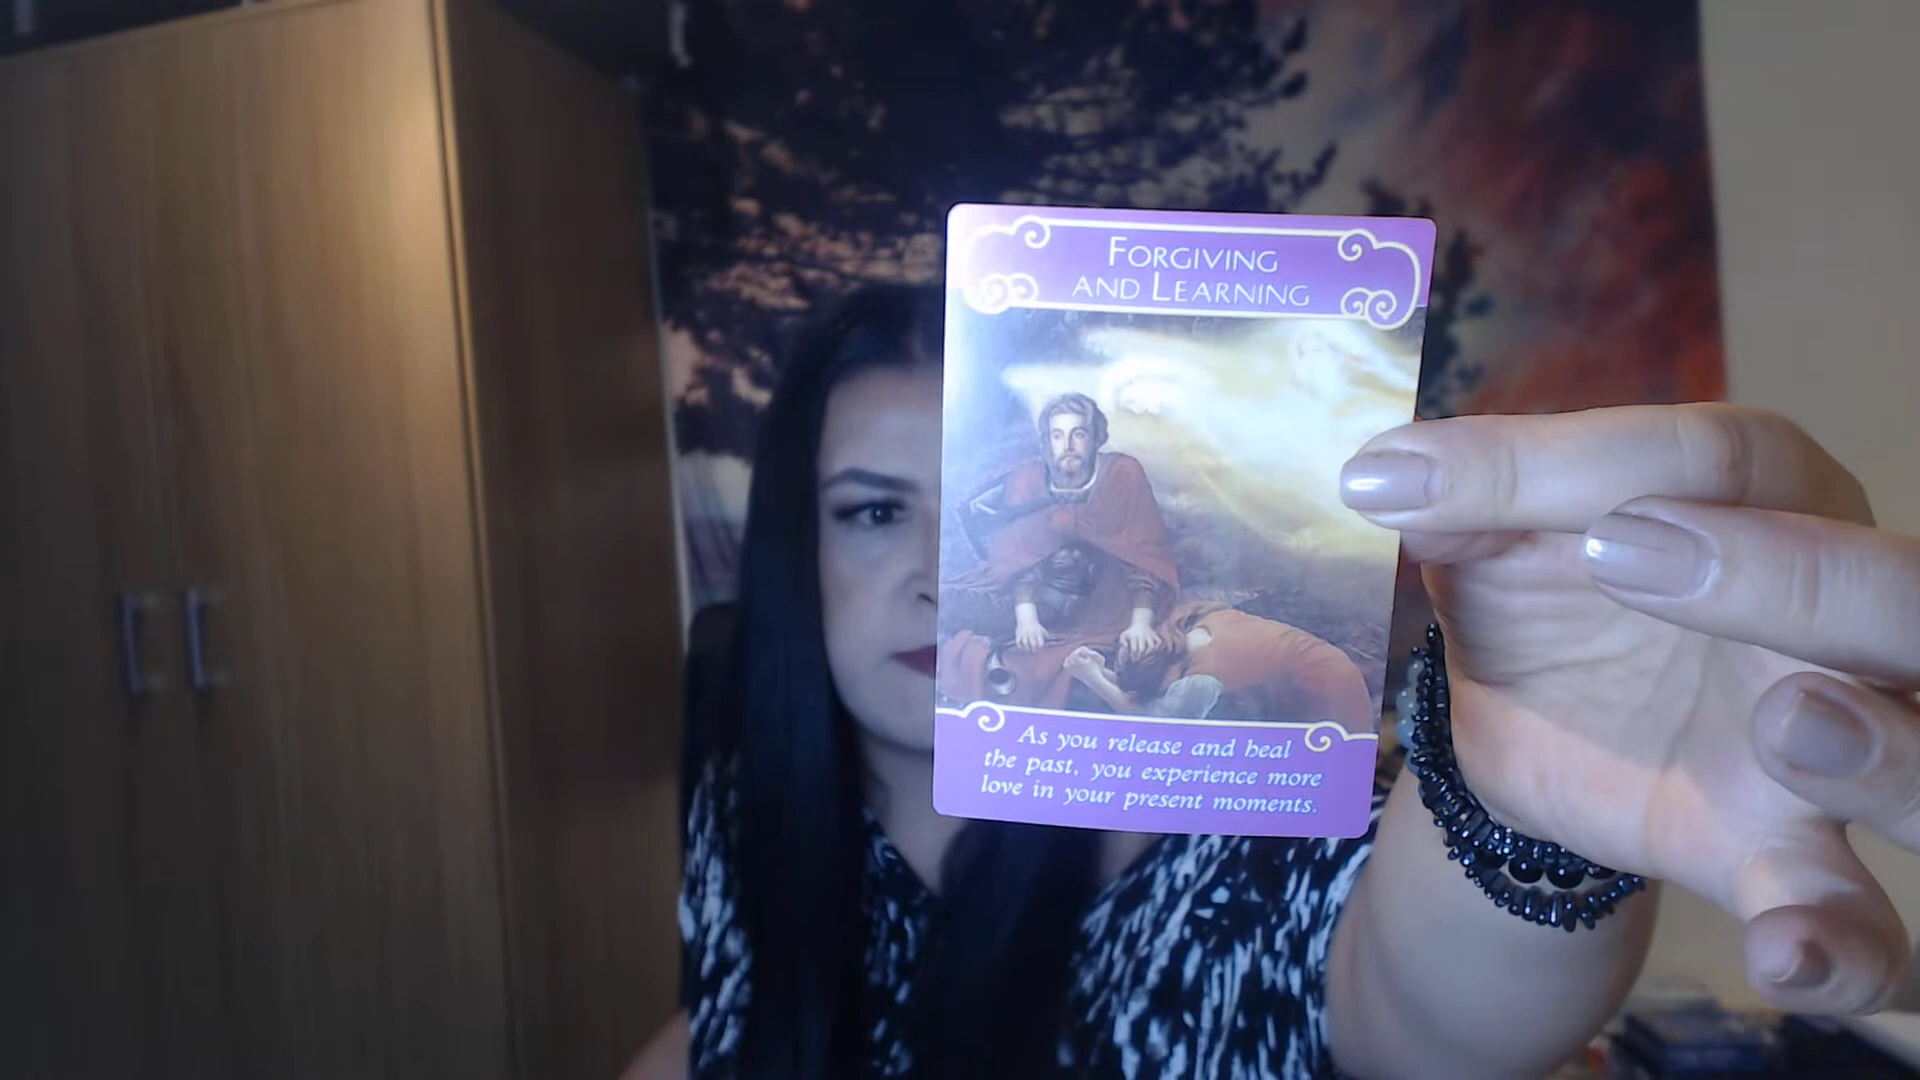 FORGIVING
AND LEARNING
As you release and heal
the past, you experience more
love in your present moments.